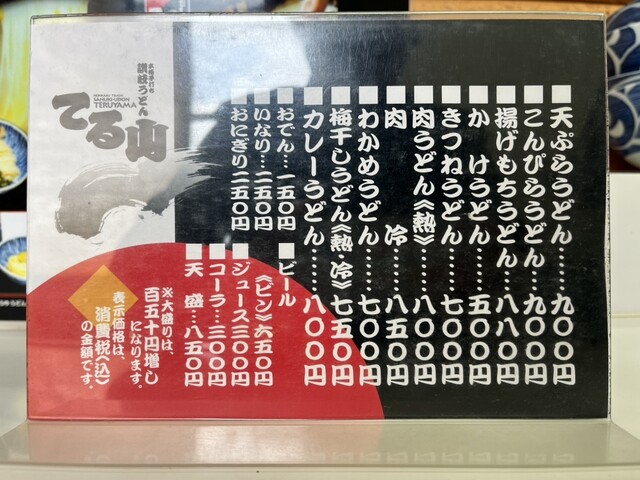 天ぷらうどん……九〇〇円
こんぴらうどん…九〇〇円
揚げもちうどん…八八〇円
かけうどん……五〇〇円
きつねうどん……七〇〇円
肉うどん《熱》……八〇〇円
肉 冷……八五〇円
わかめうどん……七〇〇円
梅干しうどん《熱・冷》七五〇円
カレーうどん……八〇〇円
おでん…一五〇円
いなり…二五〇円
おにぎり二五〇円
ビール
《ビン》六五〇円
ジュース三〇〇円
コーラ…三〇〇円
天盛…八五〇円
※大盛りは、
百五十円増し
になります。
表示価格は、
消費税(込)
の金額です。
本格手打ち
讃岐うどん
SANUKI-UDON
TERUYAMA
てる山